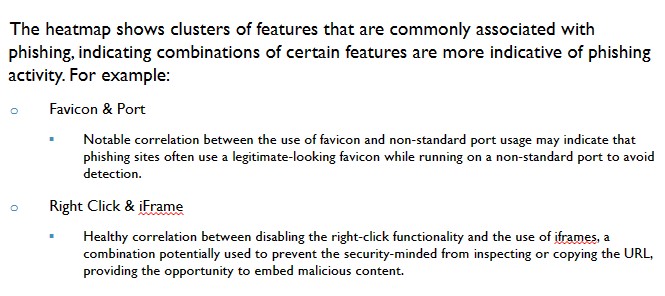 The heatmap shows clusters of features that are commonly associated with
phishing, indicating combinations of certain features are more indicative of phishing
activity. For example:
Favicon & Port
Notable correlation between the use of favicon and non-standard port usage may indicate that
phishing sites often use a legitimate-looking favicon while running on a non-standard port to avoid
detection.
Right Click & iFrame
Healthy correlation between disabling the right-click functionality and the use of iframes, a
combination potentially used to prevent the security-minded from inspecting or copying the URL,
providing the opportunity to embed malicious content.